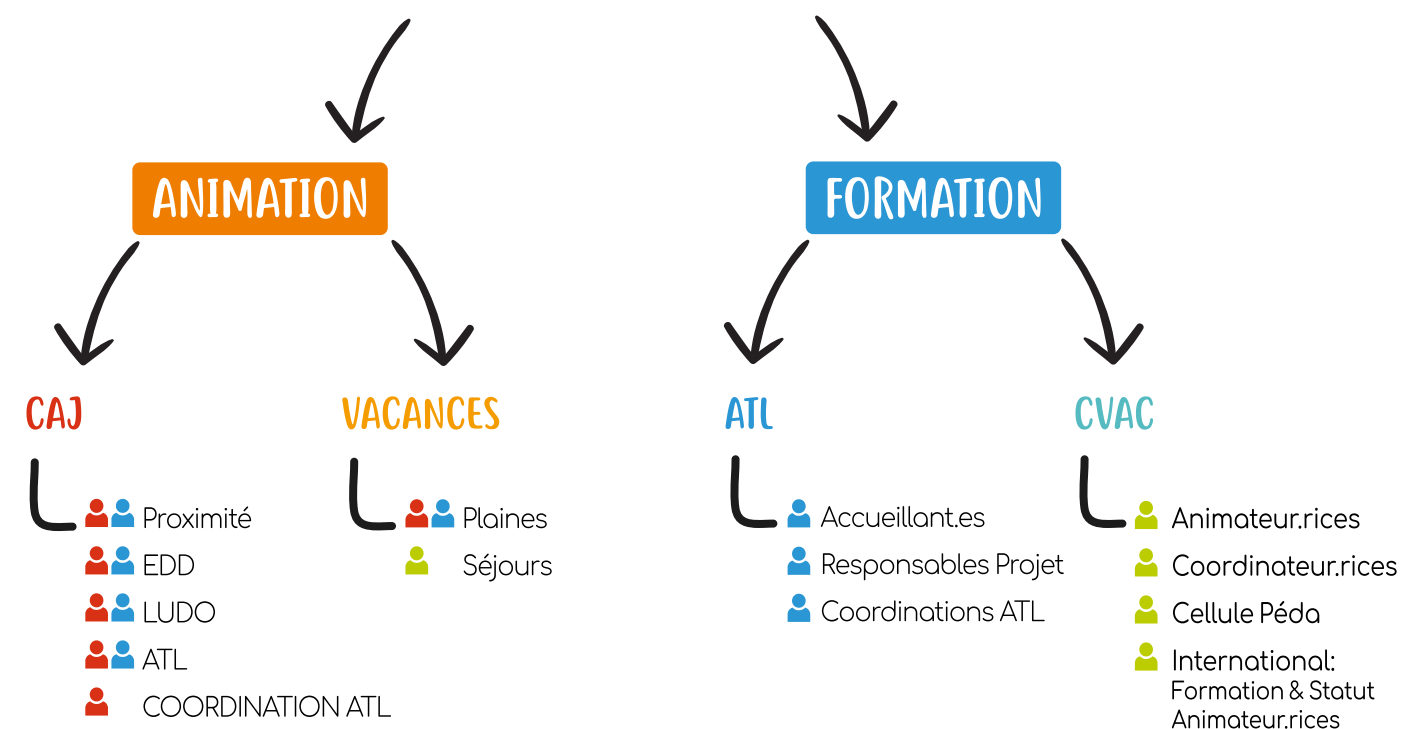 ANIMATION
FORMATION
CAJ
VACANCES
ATL
CVAC
Proximité
EDD
LUDO
ATL
COORDINATION ATL
Plaines
Séjours
Accueillant.es
Responsables Projet
Coordinations ATL
Animateur.rices
Coordinateur.rices
Cellule Péda
International:
Formation & Statut
Animateur.rices